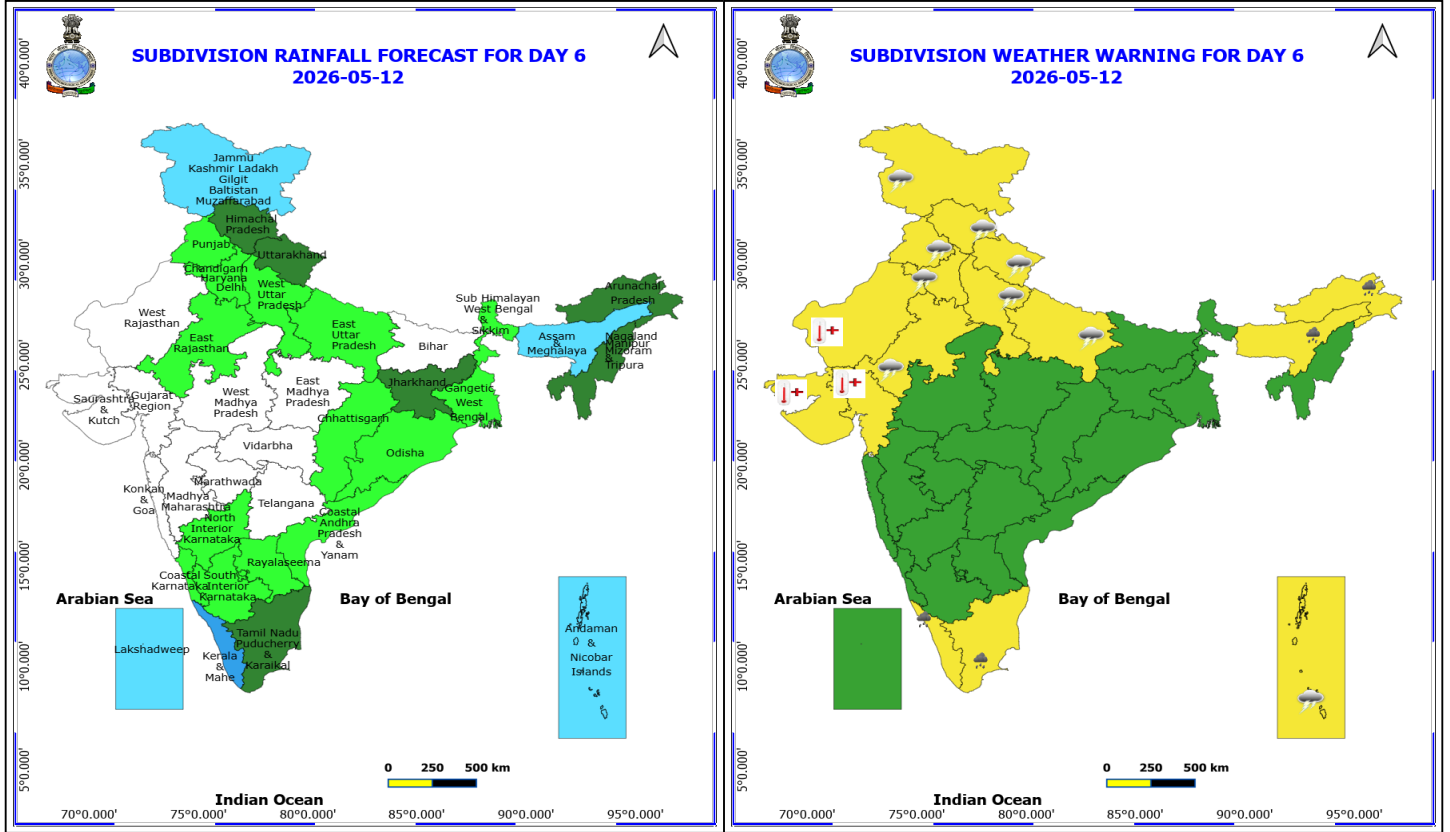 SUBDIVISION RAINFALL FORECAST FOR DAY 6
2026-05-12
40°0.000'
35°0.000'
30°0.000'
25°0.000'
20°0.000'
15°0.000'
10°0.000'
5°0.000'
Jammu
Kashmir Ladakh
Gilgit
Baltistan
Muzaffarabad
Himachal
Pradesh
Punjab
Uttarakhand
Chandigarh
Haryana
Delhi
West
Uttar
Pradesh
Arunachal
Pradesh
Sub Himalayan
West Bengal
&
Sikkim
West
Rajasthan
East
Rajasthan
East
Uttar
Pradesh
Bihar
Assam
&
Meghalaya
Nagaland
Manipur
Mizoram
&
Tripura
Saurashtra
&
Kutch
Gujarat
Region
West
Madhya
Pradesh
East
Madhya
Pradesh
Jharkhand
Gangetic
West
Bengal
Chhattisgarh
Vidarbha
Odisha
Konkan
&
Goa
Madhya
Maharashtra
Marathwada
Telangana
North
Interior
Karnataka
Coastal
Andhra
Pradesh
&
Yanam
Rayalaseema
Coastal
Karnataka
South
Interior
Karnataka
Arabian Sea
Bay of Bengal
Lakshadweep
Kerala
&
Mahe
Tamil Nadu
Puducherry
&
Karaikal
Andaman
&
Nicobar
Islands
0 250 500 km
Indian Ocean
70°0.000' 75°0.000' 80°0.000' 85°0.000' 90°0.000' 95°0.000'
SUBDIVISION WEATHER WARNING FOR DAY 6
2026-05-12
40°0.000'
35°0.000'
30°0.000'
25°0.000'
20°0.000'
15°0.000'
10°0.000'
5°0.000'
Arabian Sea
Bay of Bengal
0 250 500 km
Indian Ocean
70°0.000' 75°0.000' 80°0.000' 85°0.000' 90°0.000' 95°0.000'